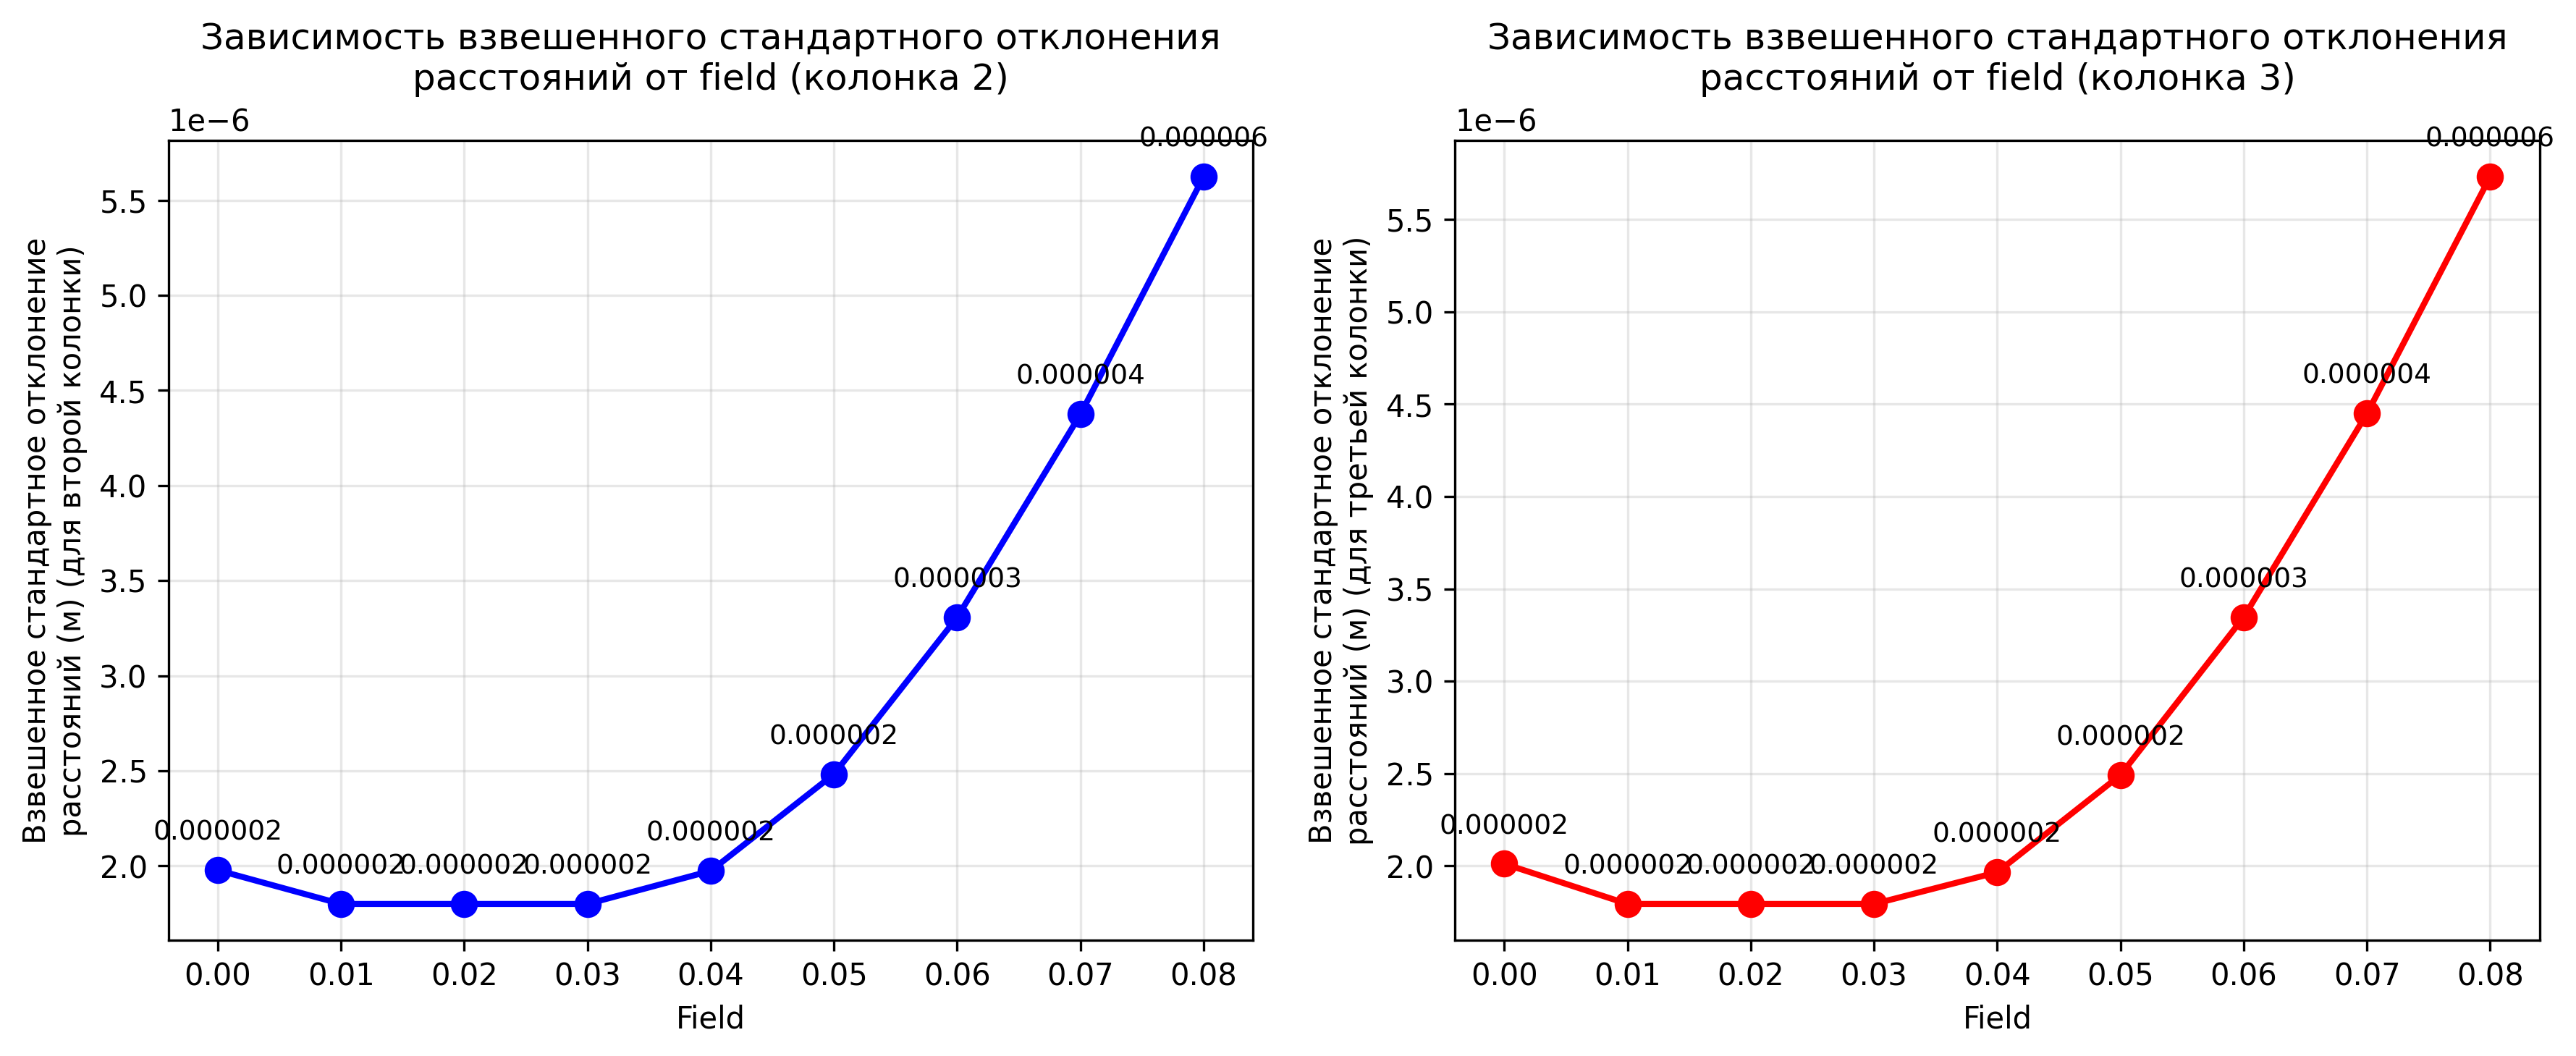 Зависимость взвешенного стандартного отклонения
расстояний от field (колонка 2)
1e−6
Взвешенное стандартное отклонение
расстояний (м) (для второй колонки)
5.5
5.0
4.5
4.0
3.5
3.0
2.5
2.0
0.000002
0.000002
0.000002
0.000002
0.000002
0.000002
0.000003
0.000004
0.000006
0.00 0.01 0.02 0.03 0.04 0.05 0.06 0.07 0.08
Field
Зависимость взвешенного стандартного отклонения
расстояний от field (колонка 3)
1e−6
Взвешенное стандартное отклонение
расстояний (м) (для третьей колонки)
5.5
5.0
4.5
4.0
3.5
3.0
2.5
2.0
0.000002
0.000002
0.000002
0.000002
0.000002
0.000002
0.000003
0.000004
0.000006
0.00 0.01 0.02 0.03 0.04 0.05 0.06 0.07 0.08
Field